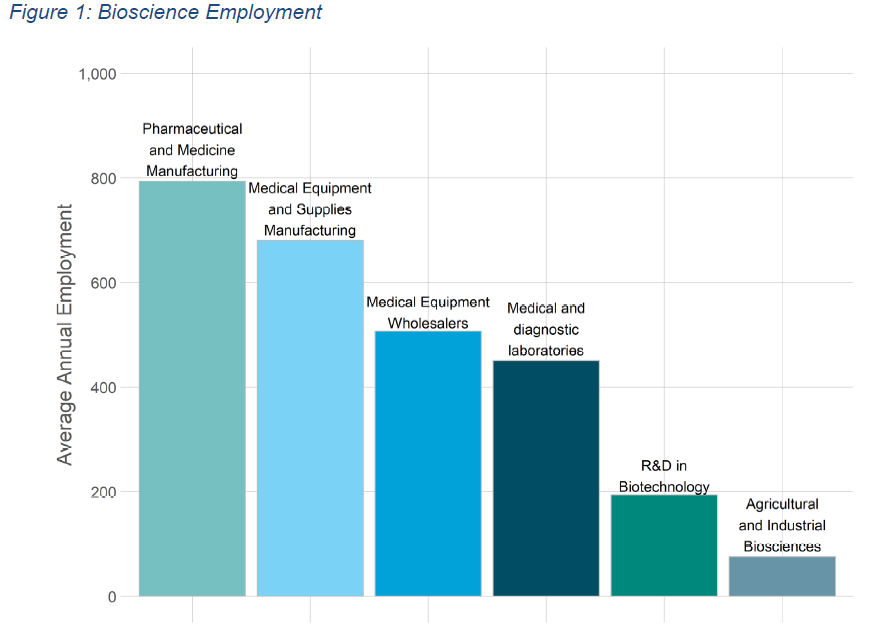 Figure 1: Bioscience Employment
1,000
800
600
400
200
0
Average Annual Employment
Pharmaceutical
and Medicine
Manufacturing
Medical Equipment
and Supplies
Manufacturing
Medical Equipment
Wholesalers
Medical and
diagnostic
laboratories
R&D in
Biotechnology
Agricultural
and Industrial
Biosciences